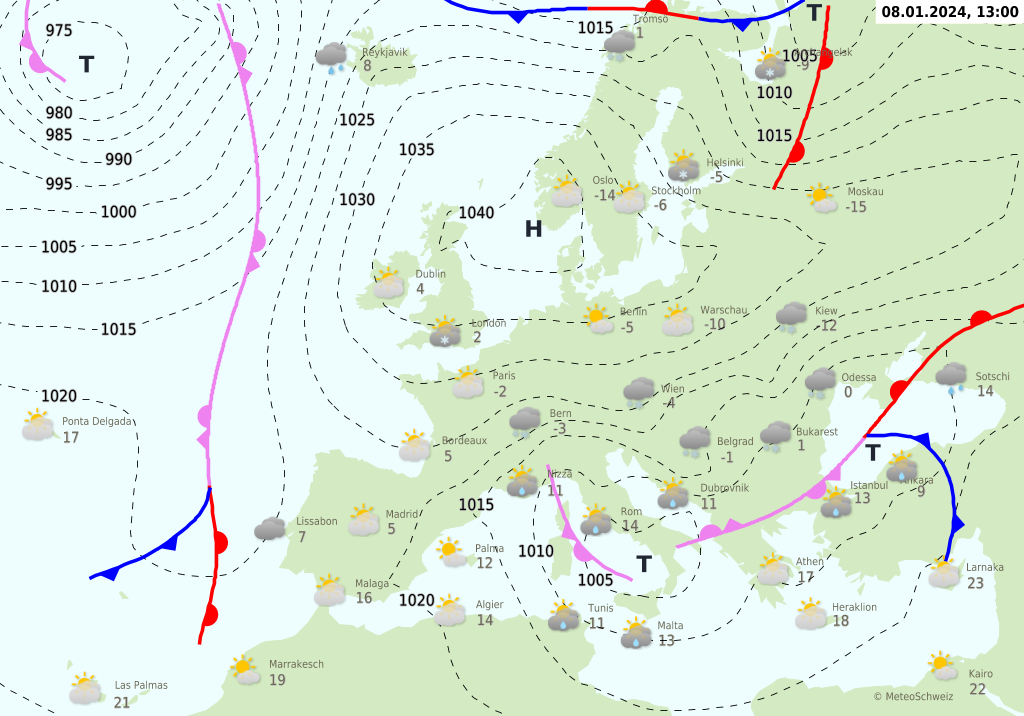 08.01.2024, 13:00
T
1015
Tromso
1
975
T
Reykjavik
8
1005
-9
1010
980
985
1025
1015
990
1035
Helsinki
-5
995
Oslo
-14
Stockholm
-6
Moskau
-15
1000
1030
1040
H
1005
1010
Dublin
4
1015
London
2
Berlin
-5
Warschau
-10
Kiew
-12
1020
Paris
-2
Wien
-4
Odessa
0
Sotschi
14
Ponta Delgada
17
Bern
-3
Bordeaux
5
Belgrad
-1
Bukarest
1
T
Nizza
11
Dubrovnik
11
Istanbul
13
Ankara
9
1015
Lissabon
7
Madrid
5
Rom
14
Palma
12
1010
1005
T
Athen
17
Larnaka
23
Malaga
16
1020
Algier
14
Tunis
11
Malta
13
Heraklion
18
Marrakesch
19
Las Palmas
21
Kairo
22
© MeteoSchweiz